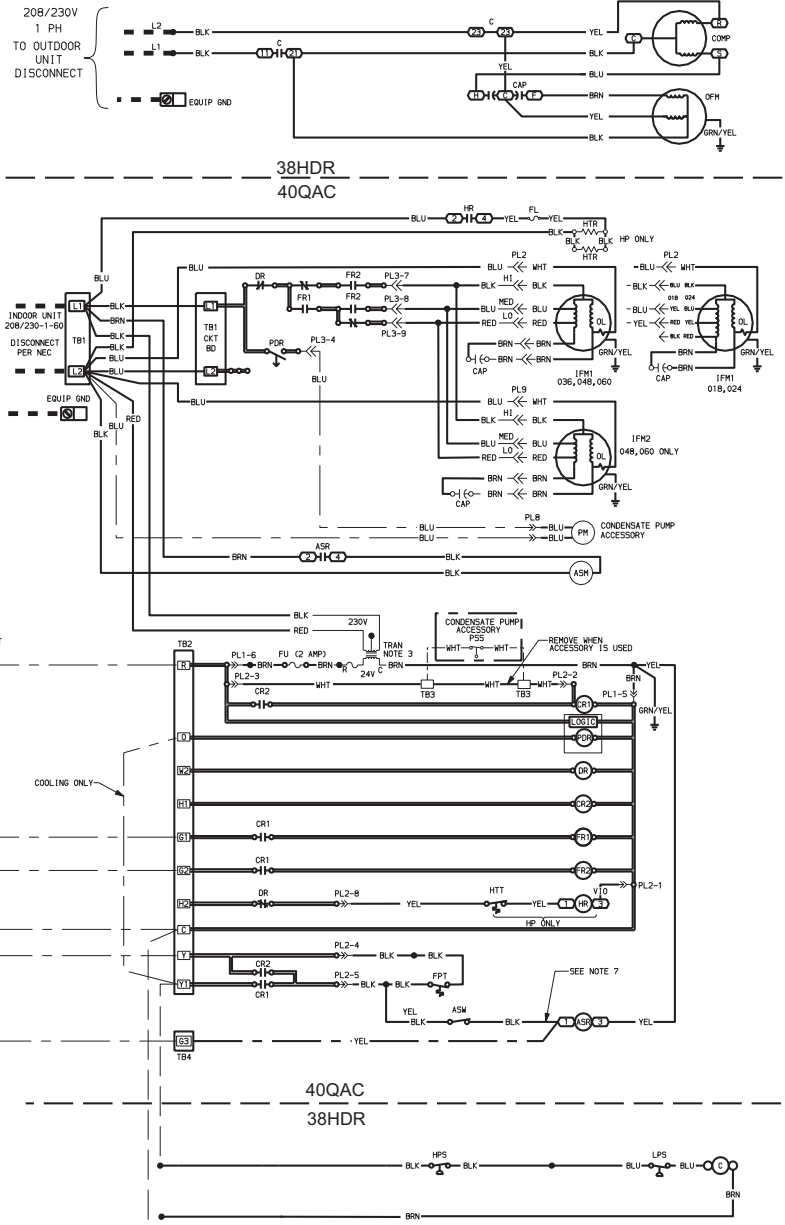 208/230V
1 PH
TO OUTDOOR
UNIT
DISCONNECT
L2 BLK 23 C 23 YEL R
L1 BLK 11 C 21 BLK C COMP
YEL BLU S
H C CAP F BRN OFM
EQUIP GND
YEL
BLK GRN/YEL
38HDR
40QAC
BLU 2 HR 4 YEL FL YEL HTR
BLK BLK BLK HP ONLY
HTR
BLU
BLU PL2 WHT BLU PL2 WHT
DR FR2 PL3-7 BLK HI BLK BLK BLU BLK
018 024
L1 BLK L1 FR1 FR2 PL3-8 BLU MED BLU BLU YEL BLU
INDOOR UNIT
208/230-1-60
BRN RED LO RED OL YEL RED YEL OL
BLK TB1
CKT
BD PL3-9 BLK RED
DISCONNECT
PER NEC
TB1 BLK PDR PL3-4 BRN BRN GRN/YEL BRN GRN/YEL
BLU BRN BRN CAP BRN
L2 BLU L2 BLU CAP IFM1
036,048,060
IFM1
018,024
EQUIP GND BLU RED BLU PL9 WHT
BLK BLK HI BLK
BLU MED BLU IFM2
048,060 ONLY
RED LO RED OL
BRN BRN GRN/YEL
BRN BRN
CAP
BLU PL8 BLU
BLU BLU PM CONDENSATE PUMP
ACCESSORY
BRN 2 ASR 4 BLK
BLK ASM
BLK 230V
RED
CONDENSATE PUMP
ACCESSORY
PSS
WHT WHT
REMOVE WHEN
ACCESSORY IS USED
TB2
TRAN
NOTE 3
R PL1-6 BRN FU (2 AMP) BRN R 24V C BRN BRN YEL
PL2-3 WHT TB3 WHT TB3 WHT PL2-2 BRN PL1-5
CR2 CR1 GRN/YEL
LOGIC
O PDR
W2 DR
COOLING ONLY
H1 CR2
G1 CR1 FR1
G2 CR1 FR2
H2 DR PL2-8 YEL HTT YEL 1 HR 3 VIO PL2-1
HP ONLY
C
Y PL2-4 BLK BLK
CR2
Y1 CR1 PL2-5 BLK BLK FPT SEE NOTE 7
YEL
BLK ASW BLK 1 ASR 3 YEL
G3 YEL
TB4
40QAC
38HDR
BLK HPS BLK BLU LPS BLU C
BRN
BRN